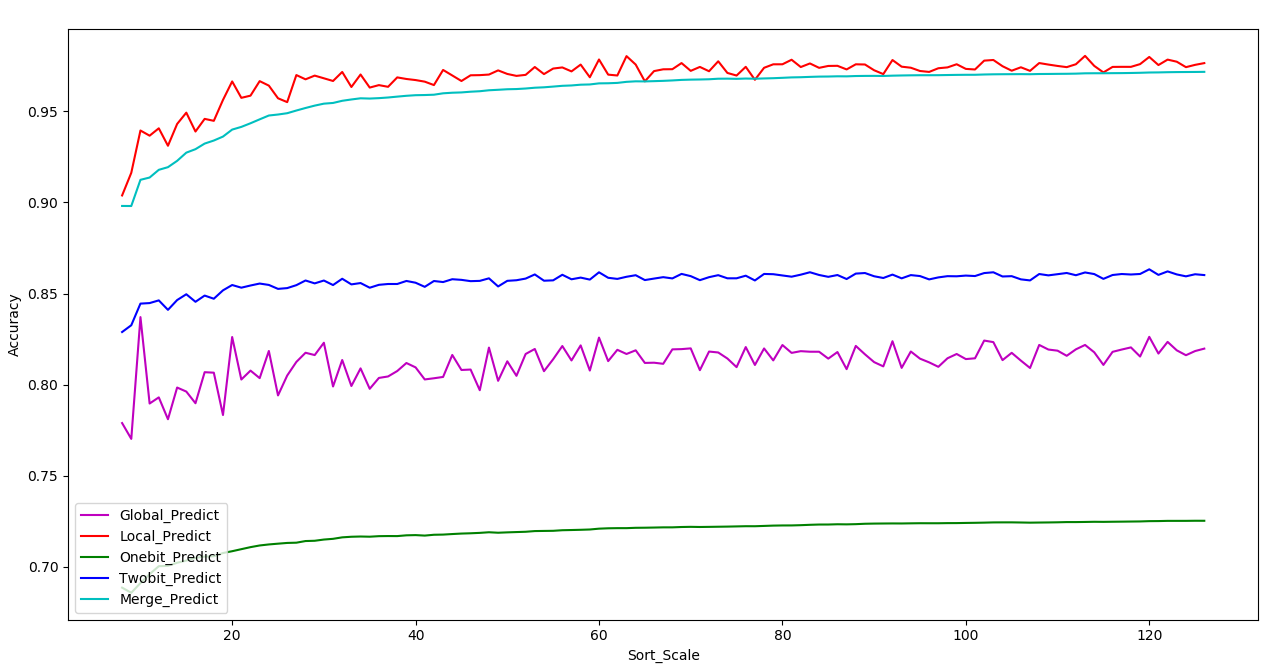 Accuracy
0.95
0.90
0.85
0.80
0.75
0.70
Global_Predict
Local_Predict
Onebit_Predict
Twobit_Predict
Merge_Predict
20 40 60 80 100 120
Sort_Scale